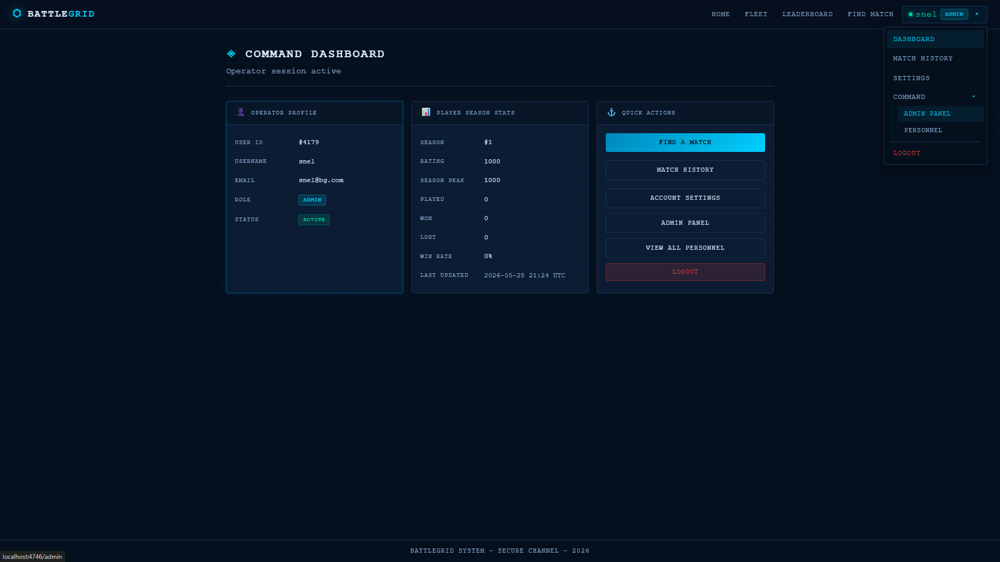 BATTLEGRID
HOME FLEET LEADERBOARD FIND MATCH snel ADMIN
DASHBOARD
MATCH HISTORY
SETTINGS
COMMAND
ADMIN PANEL
PERSONNEL
LOGOUT
COMMAND DASHBOARD
Operator session active
OPERATOR PROFILE
USER ID #4179
USERNAME snel
EMAIL snel@bg.com
ROLE ADMIN
STATUS ACTIVE
PLAYER SEASON STATS
SEASON #1
RATING 1000
SEASON PEAK 1000
PLAYED 0
WON 0
LOST 0
WIN RATE 0%
LAST UPDATED 2026-05-28 21:24 UTC
QUICK ACTIONS
FIND A MATCH
MATCH HISTORY
ACCOUNT SETTINGS
ADMIN PANEL
VIEW ALL PERSONNEL
LOGOUT
BATTLEGRID SYSTEM - SECURE CHANNEL - 2026
localhost:4746/admin